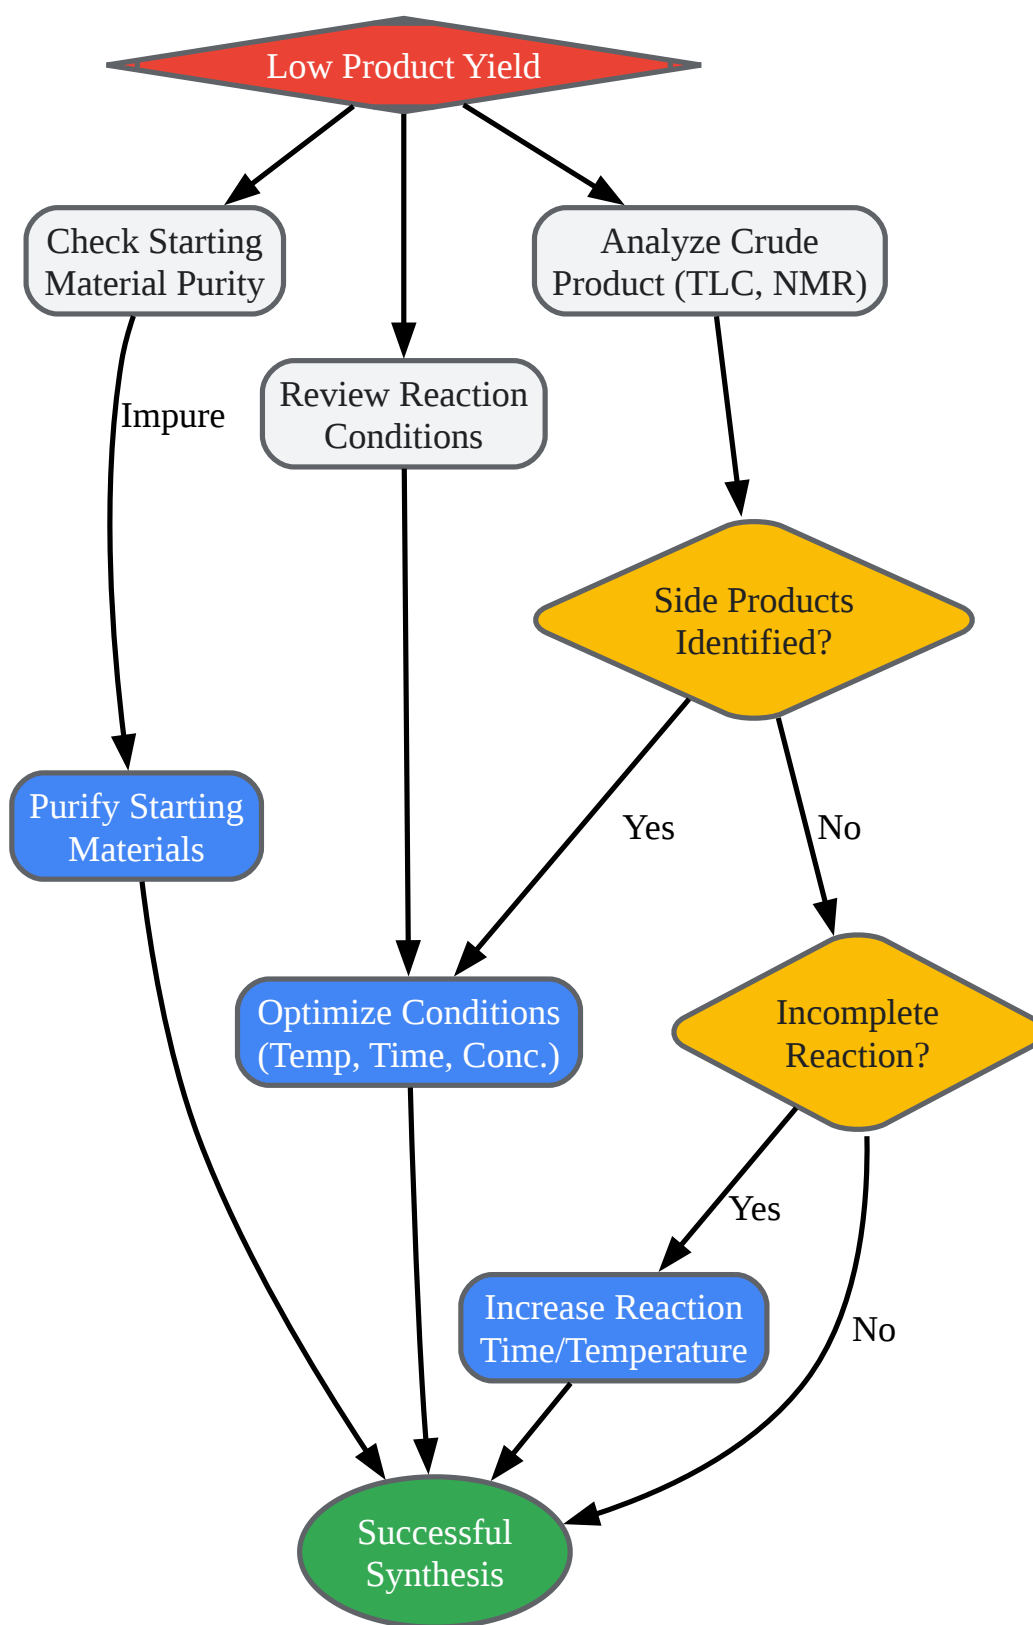 Low Product Yield
Check Starting
Material Purity
Analyze Crude
Product (TLC, NMR)
Impure
Review Reaction
Conditions
Side Products
Identified?
Purify Starting
Materials
Yes
No
Optimize Conditions
(Temp, Time, Conc.)
Incomplete
Reaction?
Yes
Increase Reaction
Time/Temperature
No
Successful
Synthesis